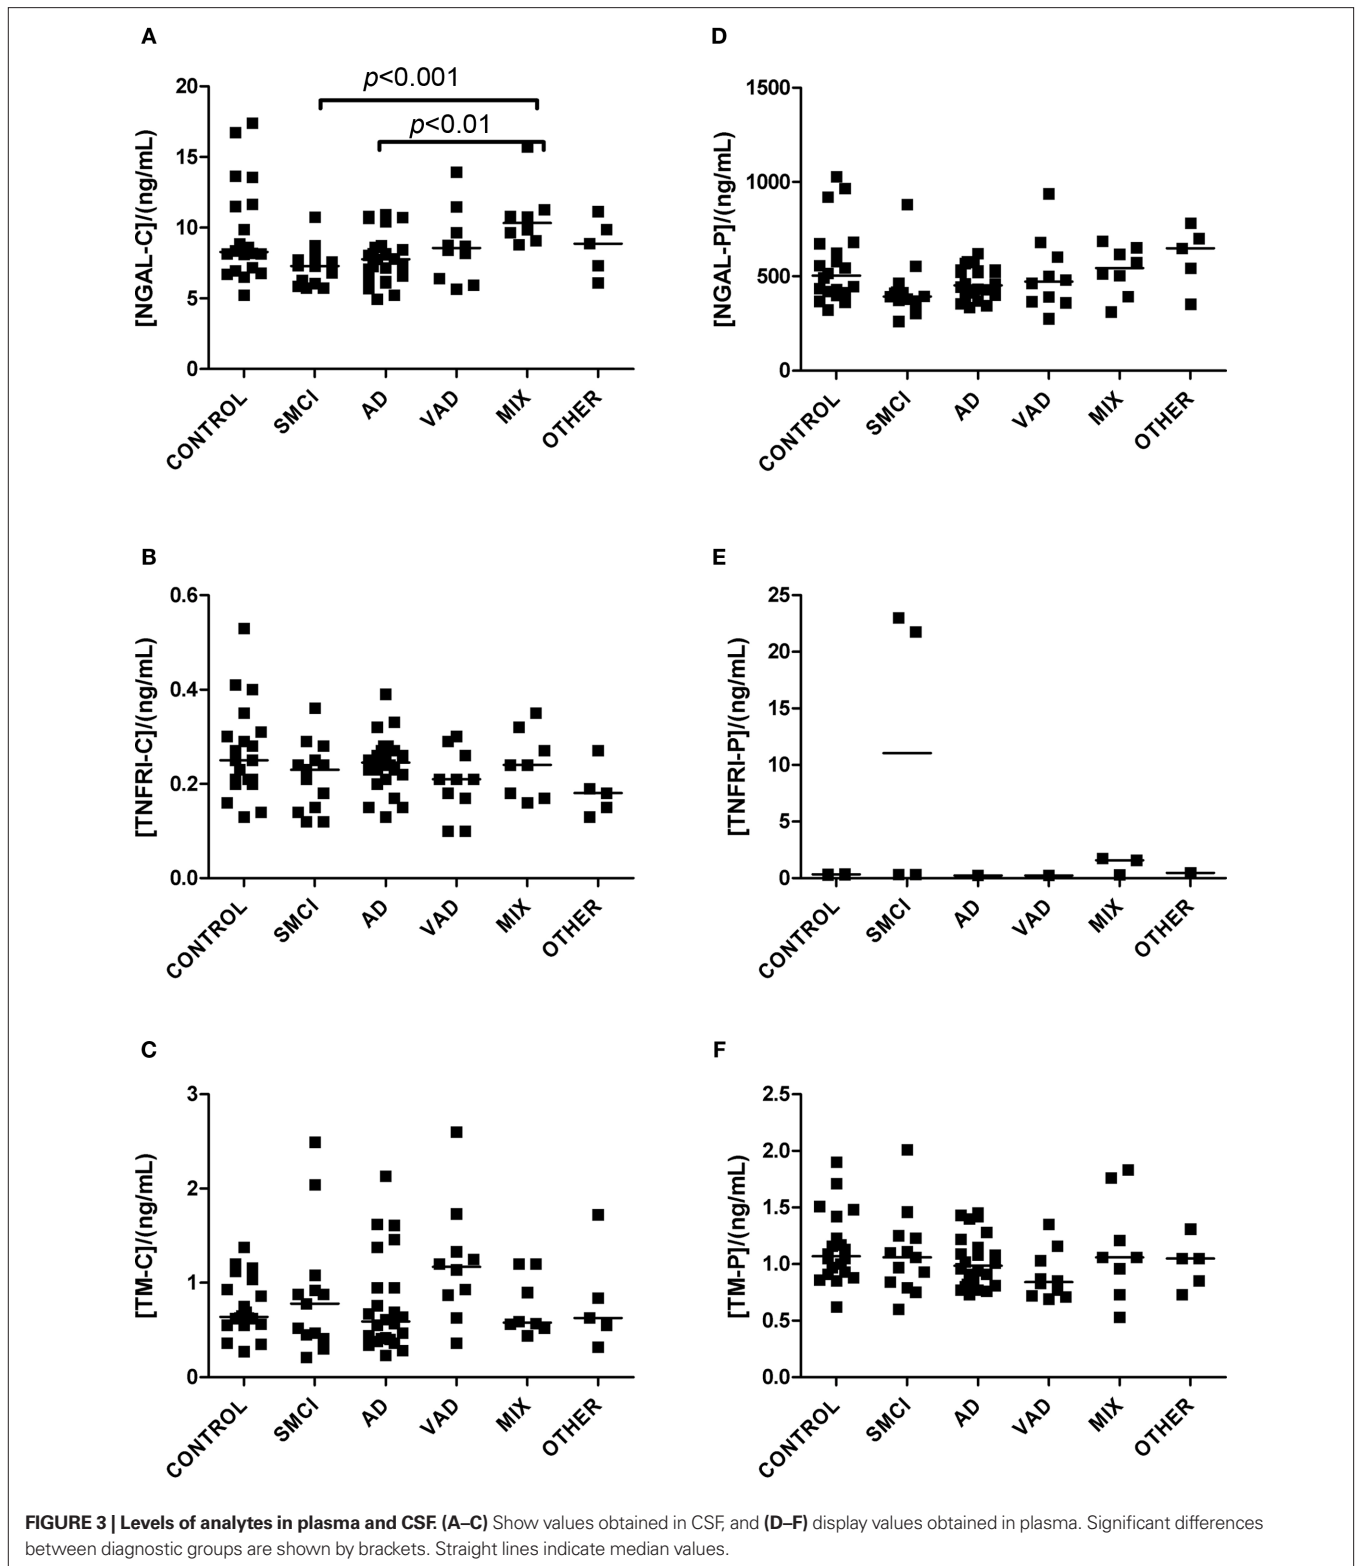 A
p<0.001
p<0.01
[NGAL-C]/(ng/mL)
20
15
10
5
0
CONTROL
SMCI
AD
VAD
MIX
OTHER
D
[NGAL-P]/(ng/mL)
1500
1000
500
0
CONTROL
SMCI
AD
VAD
MIX
OTHER
B
[TNFRI-C]/(ng/mL)
0.6
0.4
0.2
0.0
CONTROL
SMCI
AD
VAD
MIX
OTHER
E
[TNFRI-P]/(ng/mL)
25
20
15
10
5
0
CONTROL
SMCI
AD
VAD
MIX
OTHER
C
[TM-C]/(ng/mL)
3
2
1
0
CONTROL
SMCI
AD
VAD
MIX
OTHER
F
[TM-P]/(ng/mL)
2.5
2.0
1.5
1.0
0.5
0.0
CONTROL
SMCI
AD
VAD
MIX
OTHER
FIGURE 3 | Levels of analytes in plasma and CSF. (A–C) Show values obtained in CSF, and (D–F) display values obtained in plasma. Significant differences
between diagnostic groups are shown by brackets. Straight lines indicate median values.